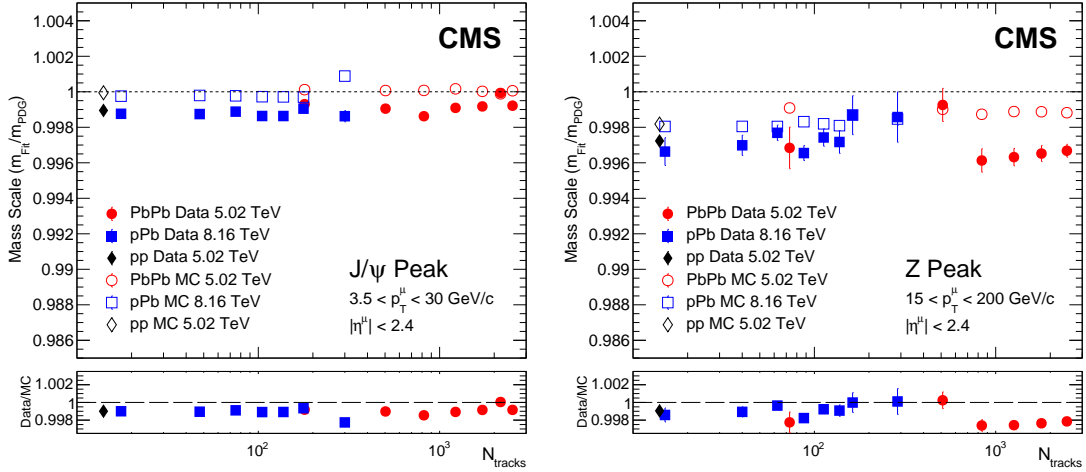 CMS
Mass Scale (m_Fit/m_PDG)
1.004
1.002
1
0.998
0.996
0.994
0.992
0.99
0.988
0.986
PbPb Data 5.02 TeV
pPb Data 8.16 TeV
pp Data 5.02 TeV
PbPb MC 5.02 TeV
pPb MC 8.16 TeV
pp MC 5.02 TeV
J/ψ Peak
3.5 < p_T^μ < 30 GeV/c
|η^μ| < 2.4
Data/MC
1.002
1
0.998
10^2
10^3
N_tracks
CMS
Mass Scale (m_Fit/m_PDG)
1.004
1.002
1
0.998
0.996
0.994
0.992
0.99
0.988
0.986
PbPb Data 5.02 TeV
pPb Data 8.16 TeV
pp Data 5.02 TeV
PbPb MC 5.02 TeV
pPb MC 8.16 TeV
pp MC 5.02 TeV
Z Peak
15 < p_T^μ < 200 GeV/c
|η^μ| < 2.4
Data/MC
1.002
1
0.998
10^2
10^3
N_tracks